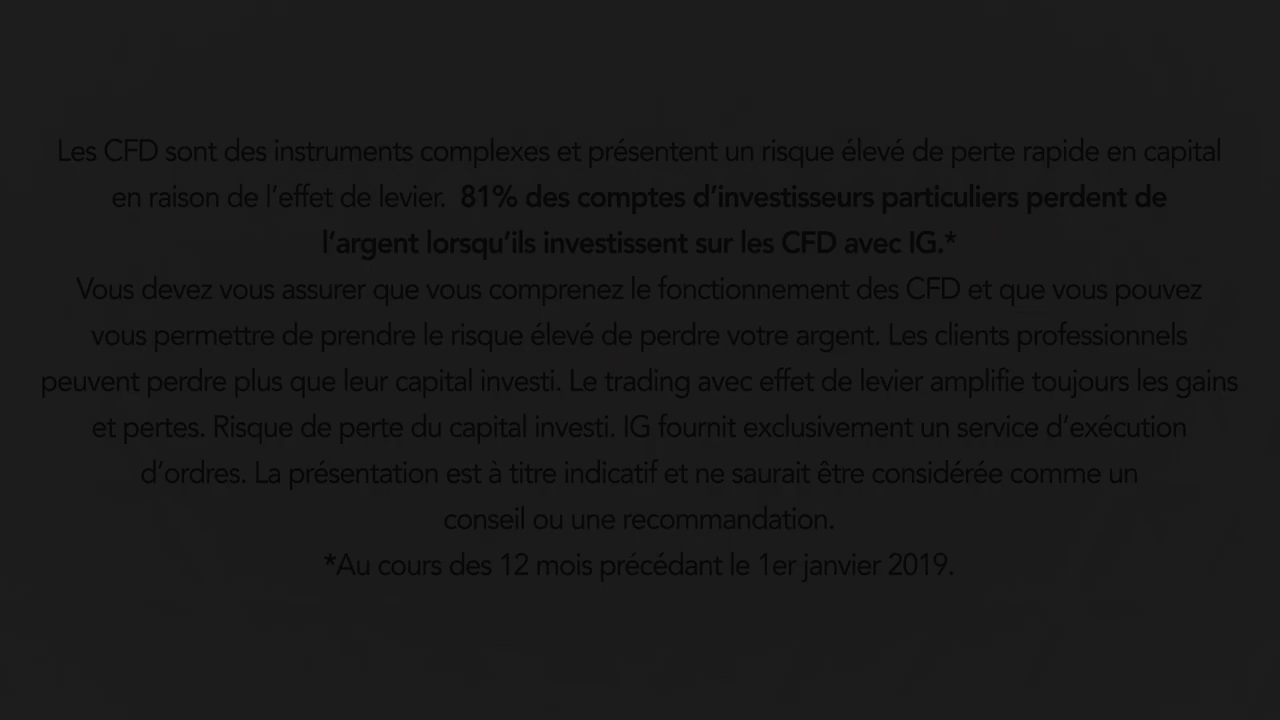 Les CFD sont des instruments complexes et présentent un risque élevé de perte rapide en capital
en raison de l’effet de levier. 81% des comptes d’investisseurs particuliers perdent de
l’argent lorsqu’ils investissent sur les CFD avec IG.*
Vous devez vous assurer que vous comprenez le fonctionnement des CFD et que vous pouvez
vous permettre de prendre le risque élevé de perdre votre argent. Les clients professionnels
peuvent perdre plus que leur capital investi. Le trading avec effet de levier amplifie toujours les gains
et pertes. Risque de perte du capital investi. IG fournit exclusivement un service d’exécution
d’ordres. La présentation est à titre indicatif et ne saurait être considérée comme un
conseil ou une recommandation.
*Au cours des 12 mois précédant le 1er janvier 2019.